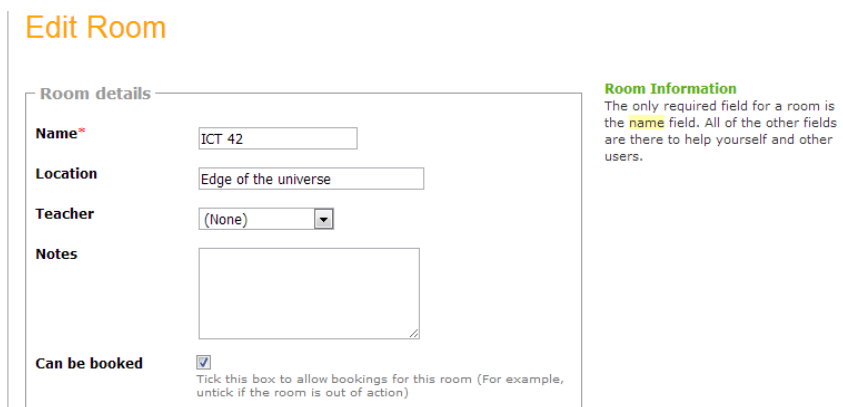 Edit Room
Room details
Name*
ICT 42
Location
Edge of the universe
Teacher
(None)
Notes
Can be booked
Tick this box to allow bookings for this room (For example,
untick if the room is out of action)
Room Information
The only required field for a room is
the name field. All of the other fields
are there to help yourself and other
users.